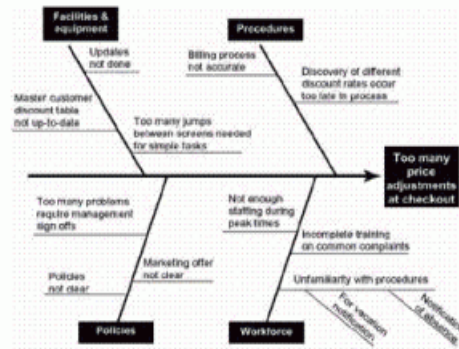 Facilities &
equipment
Procedures
Updates
not done
Billing process
not accurate
Master customer
discount table
not up-to-date
Discovery of different
discount rates occur
too late in process
Too many jumps
between screens needed
for simple tasks
Too many
price
adjustments
at checkout
Too many problems
require management
sign offs
Not enough
staffing during
peak times
Incomplete training
on common complaints
Marketing offer
not clear
Policies
not clear
Unfamiliarity with procedures
For vacation
notification
Notification
of absence
Policies
Workforce